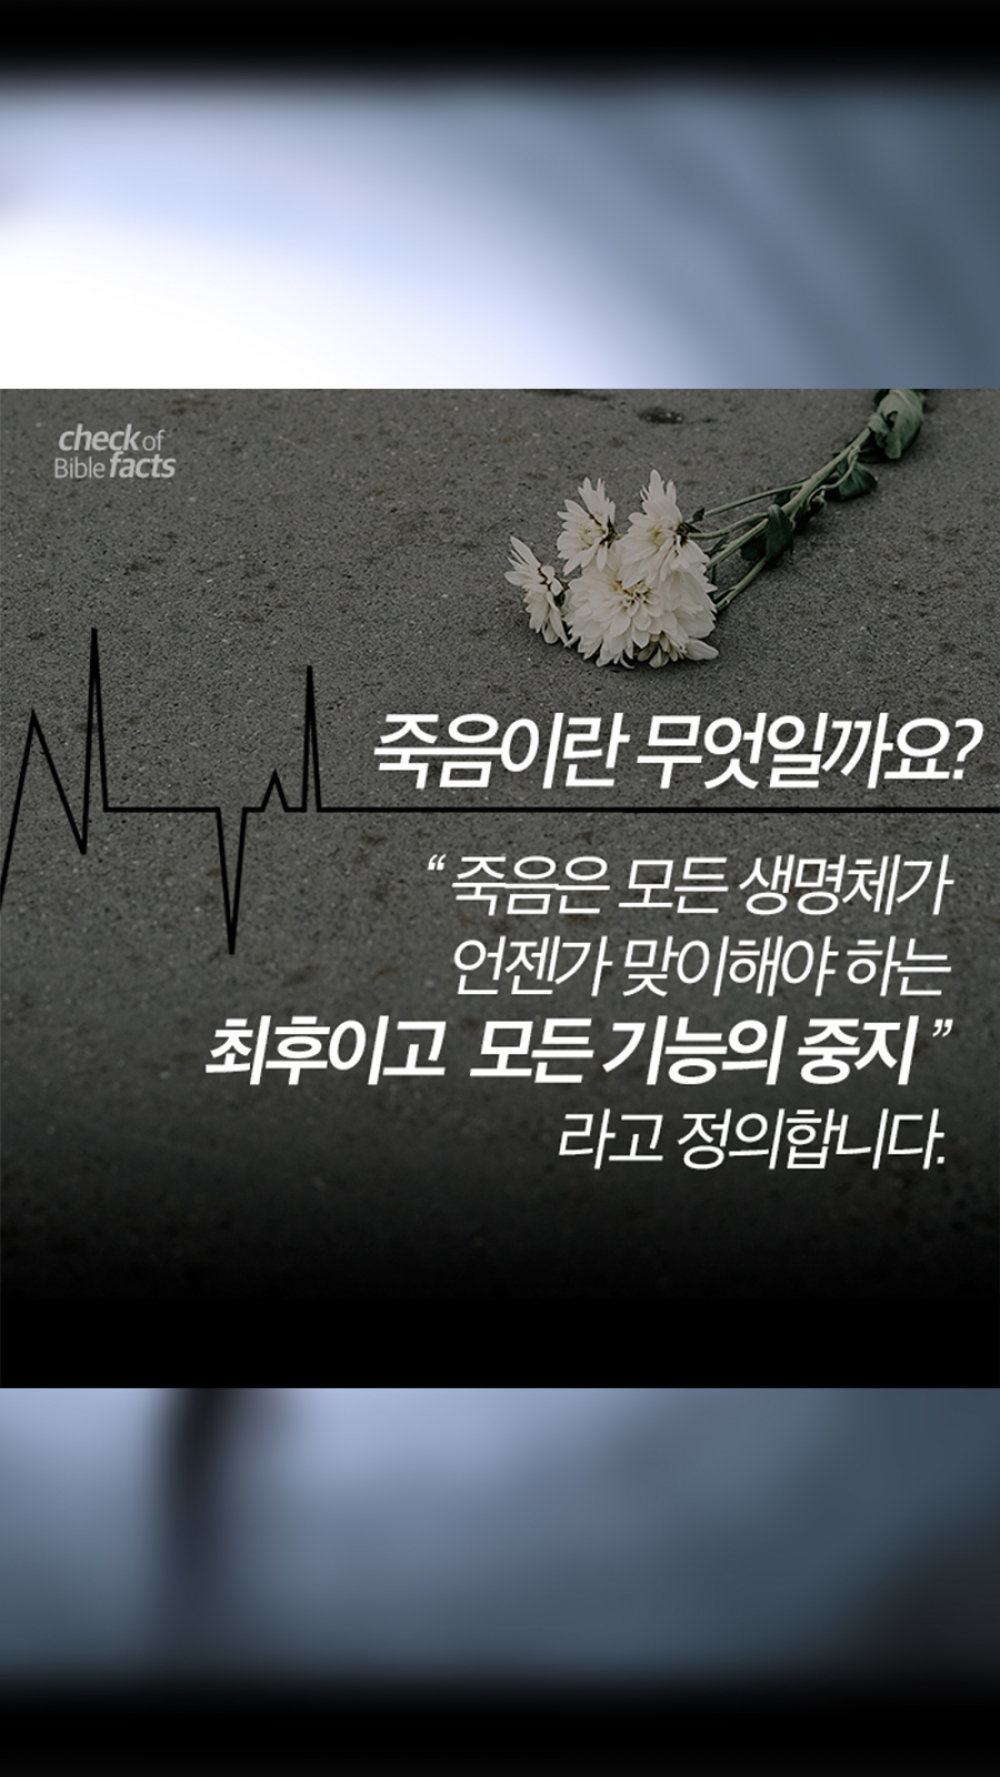 check of
Bible facts
죽음이란 무엇일까요?
“ 죽음은 모든 생명체가
언젠가 맞이해야 하는
최후이고 모든 기능의 중지 ”
라고 정의합니다.